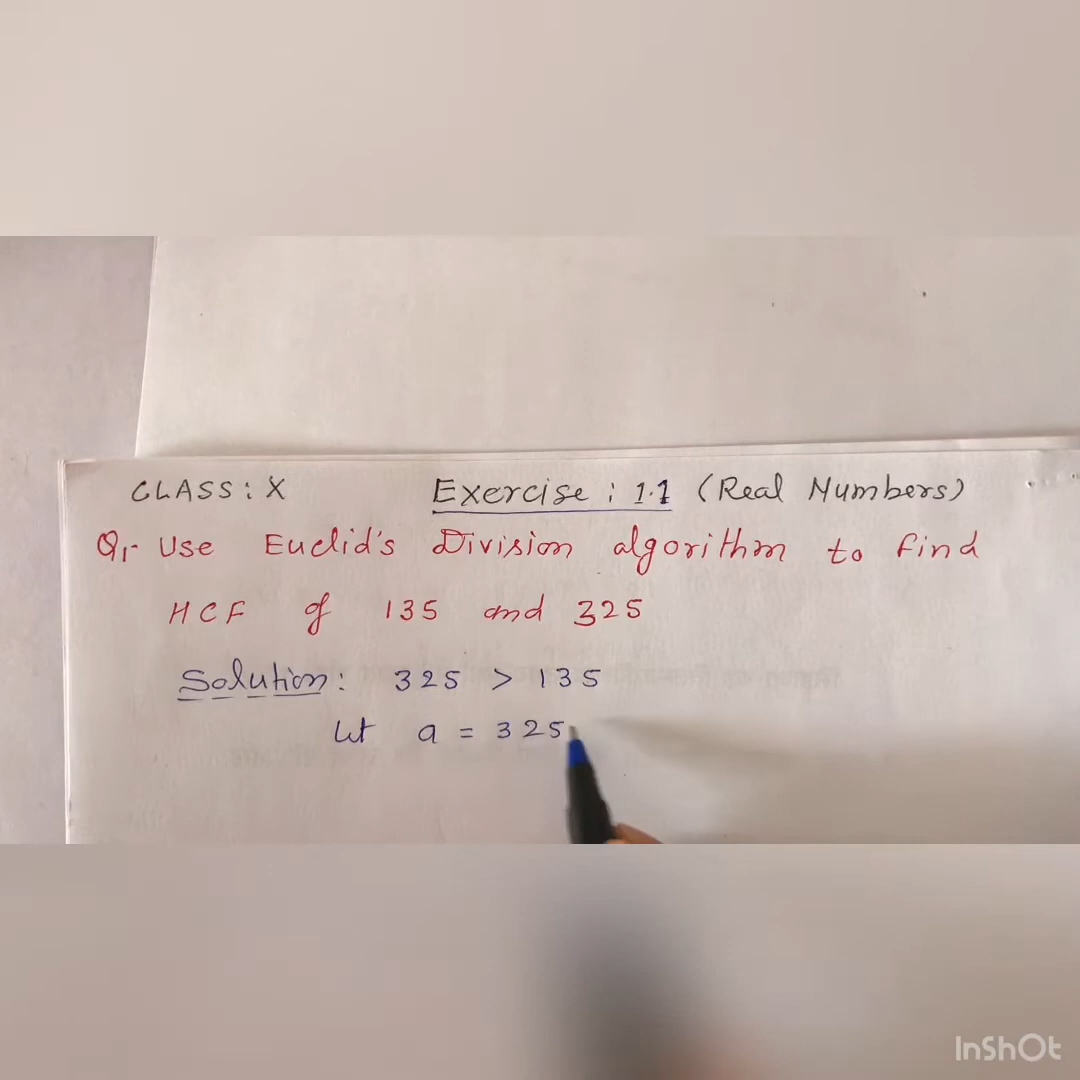 CLASS: X Exercise: 1.1 (Real Numbers)
Q1- Use Euclid's Division algorithm to find
HCF of 135 and 325
Solution: 325 > 135
Let a = 325
InShOt